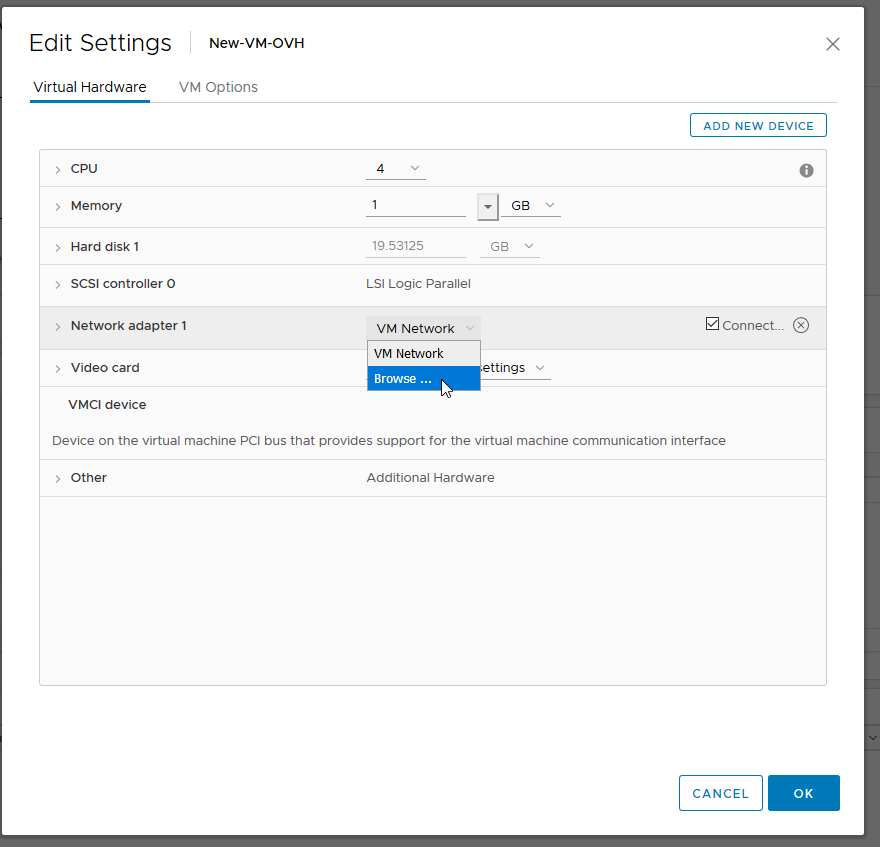 Edit Settings New-VM-OVH
Virtual Hardware VM Options
ADD NEW DEVICE
CPU 4
Memory 1 GB
Hard disk 1 19.53125 GB
SCSI controller 0 LSI Logic Parallel
Network adapter 1 VM Network Connect...
VM Network
Video card ettings
Browse ...
VMCI device
Device on the virtual machine PCI bus that provides support for the virtual machine communication interface
Other Additional Hardware
CANCEL OK